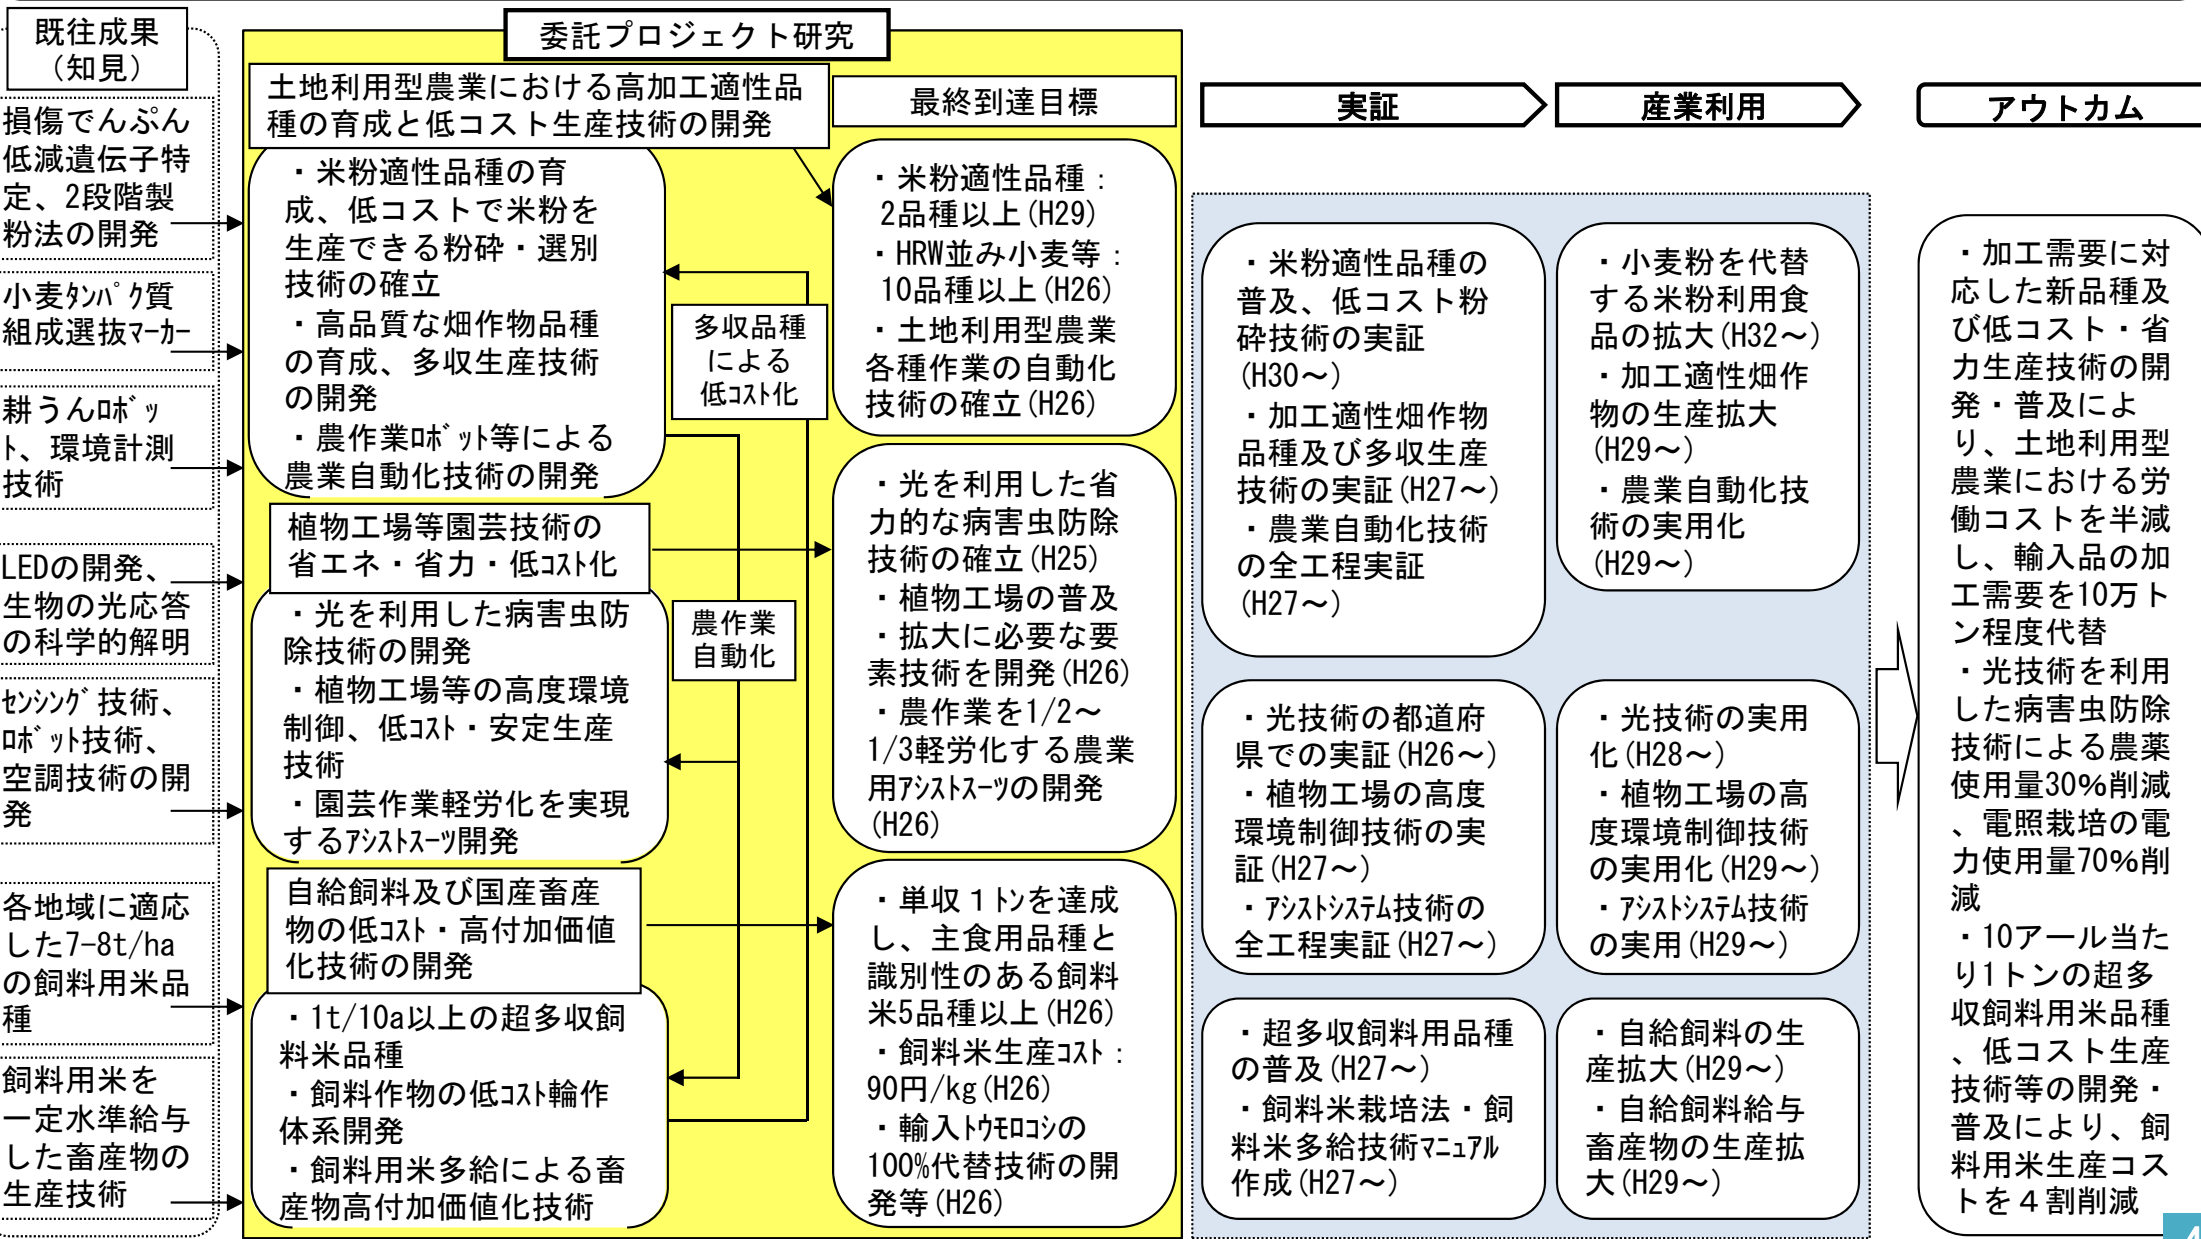 既往成果
（知見）
損傷でんぷん
低減遺伝子特
定、2段階製
粉法の開発
小麦ﾀﾝﾊﾟｸ質
組成選抜ﾏｰｶｰ
耕うんﾛﾎﾞｯ
ﾄ、環境計測
技術
LEDの開発、
生物の光応答
の科学的解明
ｾﾝｼﾝｸﾞ技術、
ﾛﾎﾞｯﾄ技術、
空調技術の開
発
各地域に適応
した7-8t/ha
の飼料用米品
種
飼料用米を
一定水準給与
した畜産物の
生産技術
委託プロジェクト研究
土地利用型農業における高加工適性品
種の育成と低コスト生産技術の開発
・米粉適性品種の育
成、低コストで米粉を
生産できる粉砕・選別
技術の確立
・高品質な畑作物品種
の育成、多収生産技術
の開発
・農作業ﾛﾎﾞｯﾄ等による
農業自動化技術の開発
植物工場等園芸技術の
省エネ・省力・低ｺｽﾄ化
・光を利用した病害虫防
除技術の開発
・植物工場等の高度環境
制御、低ｺｽﾄ・安定生産
技術
・園芸作業軽労化を実現
するｱｼｽﾄｽｰﾂ開発
自給飼料及び国産畜産
物の低ｺｽﾄ・高付加価値
化技術の開発
・1t/10a以上の超多収飼
料米品種
・飼料作物の低ｺｽﾄ輪作
体系開発
・飼料用米多給による畜
産物高付加価値化技術
多収品種
による
低ｺｽﾄ化
農作業
自動化
最終到達目標
・米粉適性品種：
2品種以上(H29)
・HRW並み小麦等：
10品種以上(H26)
・土地利用型農業
各種作業の自動化
技術の確立(H26)
・光を利用した省
力的な病害虫防除
技術の確立(H25)
・植物工場の普及
・拡大に必要な要
素技術を開発(H26)
・農作業を1/2～
1/3軽労化する農業
用ｱｼｽﾄｽｰﾂの開発
(H26)
・単収１ﾄﾝを達成
し、主食用品種と
識別性のある飼料
米5品種以上(H26)
・飼料米生産ｺｽﾄ：
90円/kg(H26)
・輸入ﾄｳﾓﾛｺｼの
100%代替技術の開
発等(H26)
実証
・米粉適性品種の
普及、低コスト粉
砕技術の実証
(H30～)
・加工適性畑作物
品種及び多収生産
技術の実証(H27～)
・農業自動化技術
の全工程実証
(H27～)
・光技術の都道府
県での実証(H26～)
・植物工場の高度
環境制御技術の実
証(H27～)
・ｱｼｽﾄｼｽﾃﾑ技術の
全工程実証(H27～)
・超多収飼料用品種
の普及(H27～)
・飼料米栽培法・飼
料米多給技術ﾏﾆｭｱﾙ
作成(H27～)
産業利用
・小麦粉を代替
する米粉利用食
品の拡大(H32～)
・加工適性畑作
物の生産拡大
(H29～)
・農業自動化技
術の実用化
(H29～)
・光技術の実用
化(H28～)
・植物工場の高
度環境制御技術
の実用化(H29～)
・ｱｼｽﾄｼｽﾃﾑ技術
の実用(H29～)
・自給飼料の生
産拡大(H29～)
・自給飼料給与
畜産物の生産拡
大(H29～)
アウトカム
・加工需要に対
応した新品種及
び低コスト・省
力生産技術の開
発・普及によ
り、土地利用型
農業における労
働コストを半減
し、輸入品の加
工需要を10万ト
ン程度代替
・光技術を利用
した病害虫防除
技術による農薬
使用量30%削減
、電照栽培の電
力使用量70%削
減
・10アール当た
り1トンの超多
収飼料用米品種
、低コスト生産
技術等の開発・
普及により、飼
料用米生産コス
トを４割削減